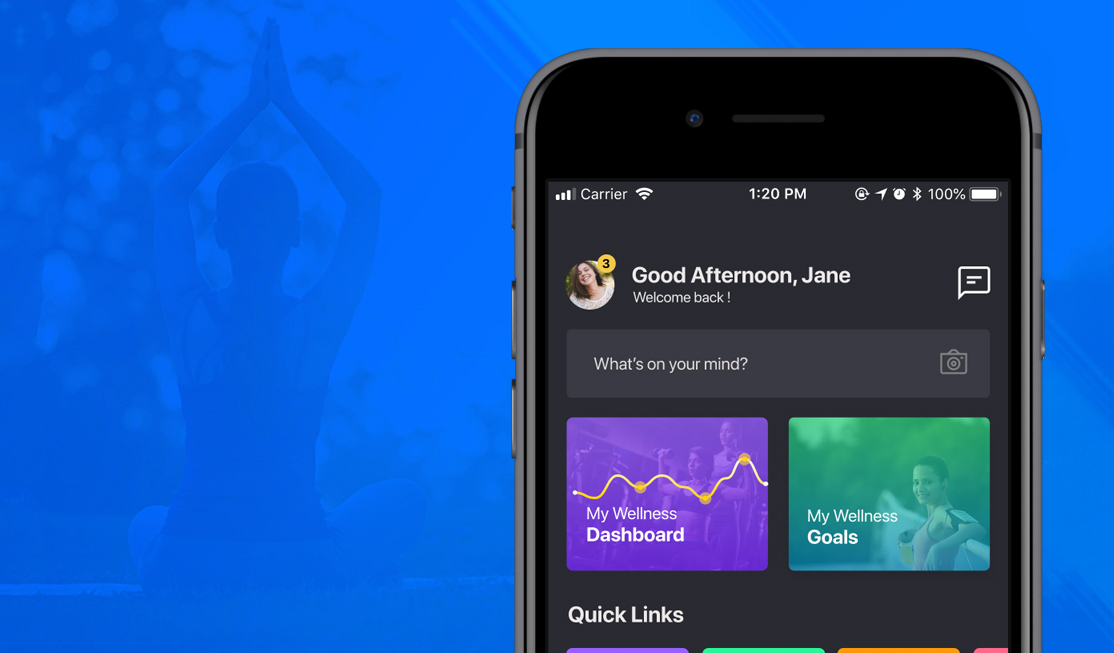 Carrier
1:20 PM
100%
3
Good Afternoon, Jane
Welcome back !
What's on your mind?
My Wellness
Dashboard
My Wellness
Goals
Quick Links